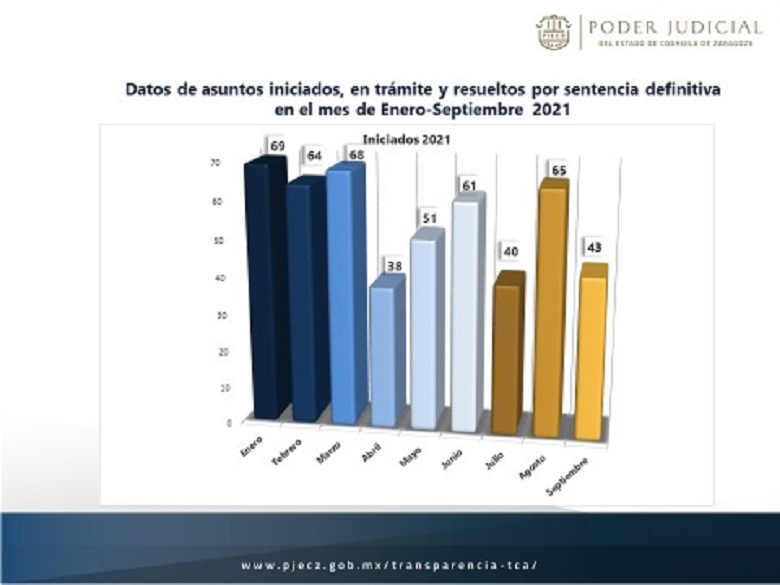 PODER JUDICIAL
DEL ESTADO DE COAHUILA DE ZARAGOZA
PJECZ
Datos de asuntos iniciados, en trámite y resueltos por sentencia definitiva
en el mes de Enero-Septiembre 2021
Iniciados 2021
69
64
68
38
51
61
40
65
43
70
60
50
40
30
20
10
0
Enero
Febrero
Marzo
Abril
Mayo
Junio
Julio
Agosto
Septiembre
www.pjecz.gob.mx/transparencia-tca/